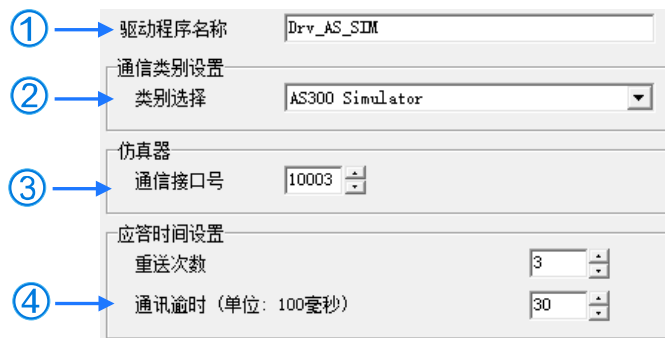 ① 驱动程序名称 Drv_AS_SIM
通信类别设置
② 类别选择 AS300 Simulator
仿真器
③ 通信接口号 10003
应答时间设置
重送次数 3
④ 通讯逾时（单位：100毫秒） 30